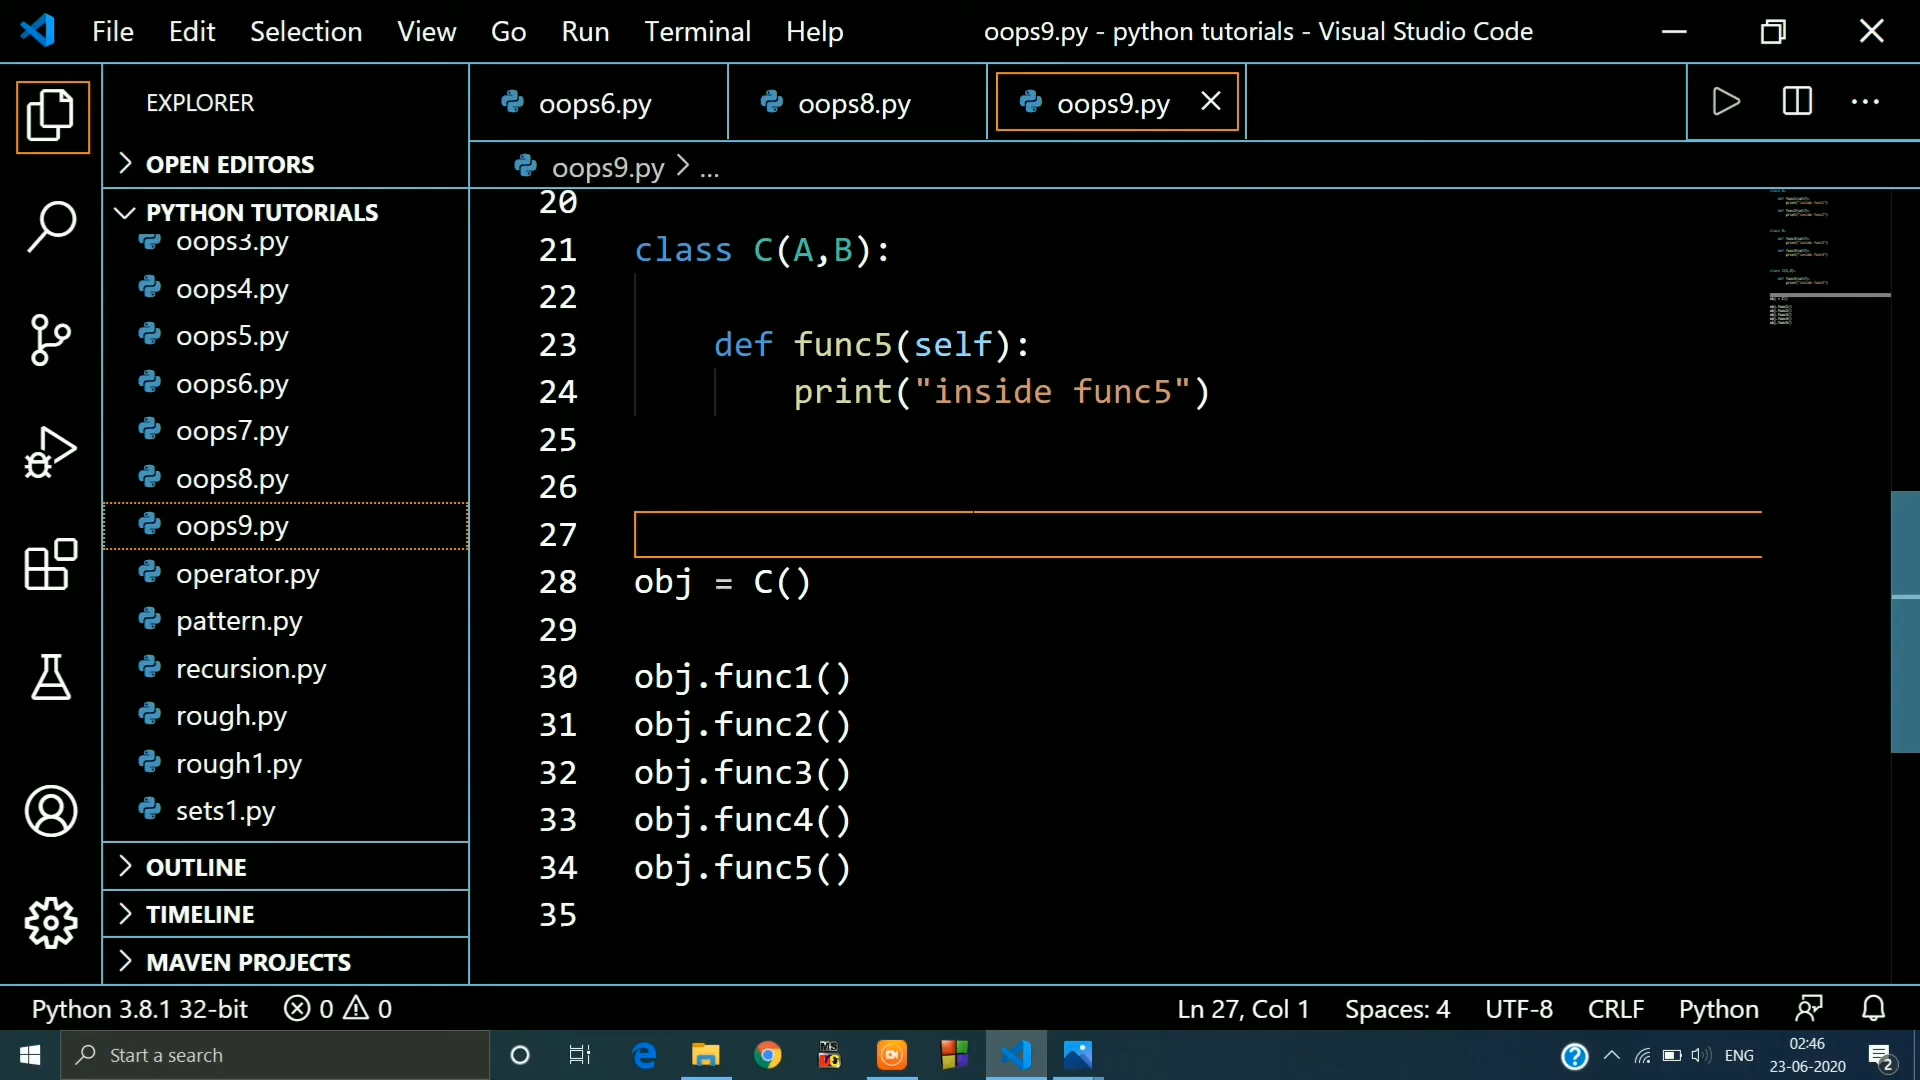 File Edit Selection View Go Run Terminal Help oops9.py - python tutorials - Visual Studio Code
EXPLORER
OPEN EDITORS
PYTHON TUTORIALS
oops3.py
oops4.py
oops5.py
oops6.py
oops7.py
oops8.py
oops9.py
operator.py
pattern.py
recursion.py
rough.py
rough1.py
sets1.py
OUTLINE
TIMELINE
MAVEN PROJECTS
oops6.py oops8.py oops9.py
oops9.py > ...
20
21 class C(A,B):
22
23 def func5(self):
24 print("inside func5")
25
26
27
28 obj = C()
29
30 obj.func1()
31 obj.func2()
32 obj.func3()
33 obj.func4()
34 obj.func5()
35
Python 3.8.1 32-bit 0 0 Ln 27, Col 1 Spaces: 4 UTF-8 CRLF Python
Start a search ENG 02:46
23-06-2020 2